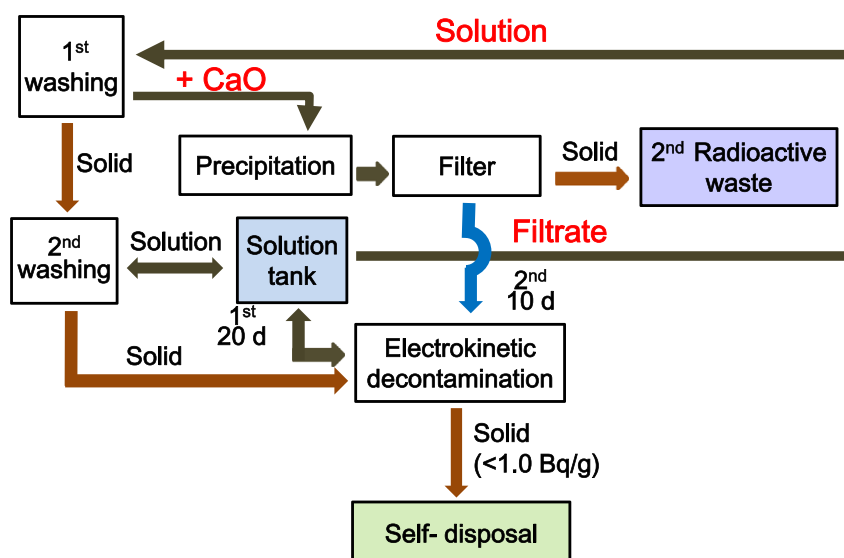 Solution
1st
washing
+ CaO
Solid
Precipitation
Filter
Solid
2nd Radioactive
waste
2nd
washing
Solution
Solution
tank
Filtrate
1st
20 d
2nd
10 d
Solid
Electrokinetic
decontamination
Solid
(<1.0 Bq/g)
Self- disposal